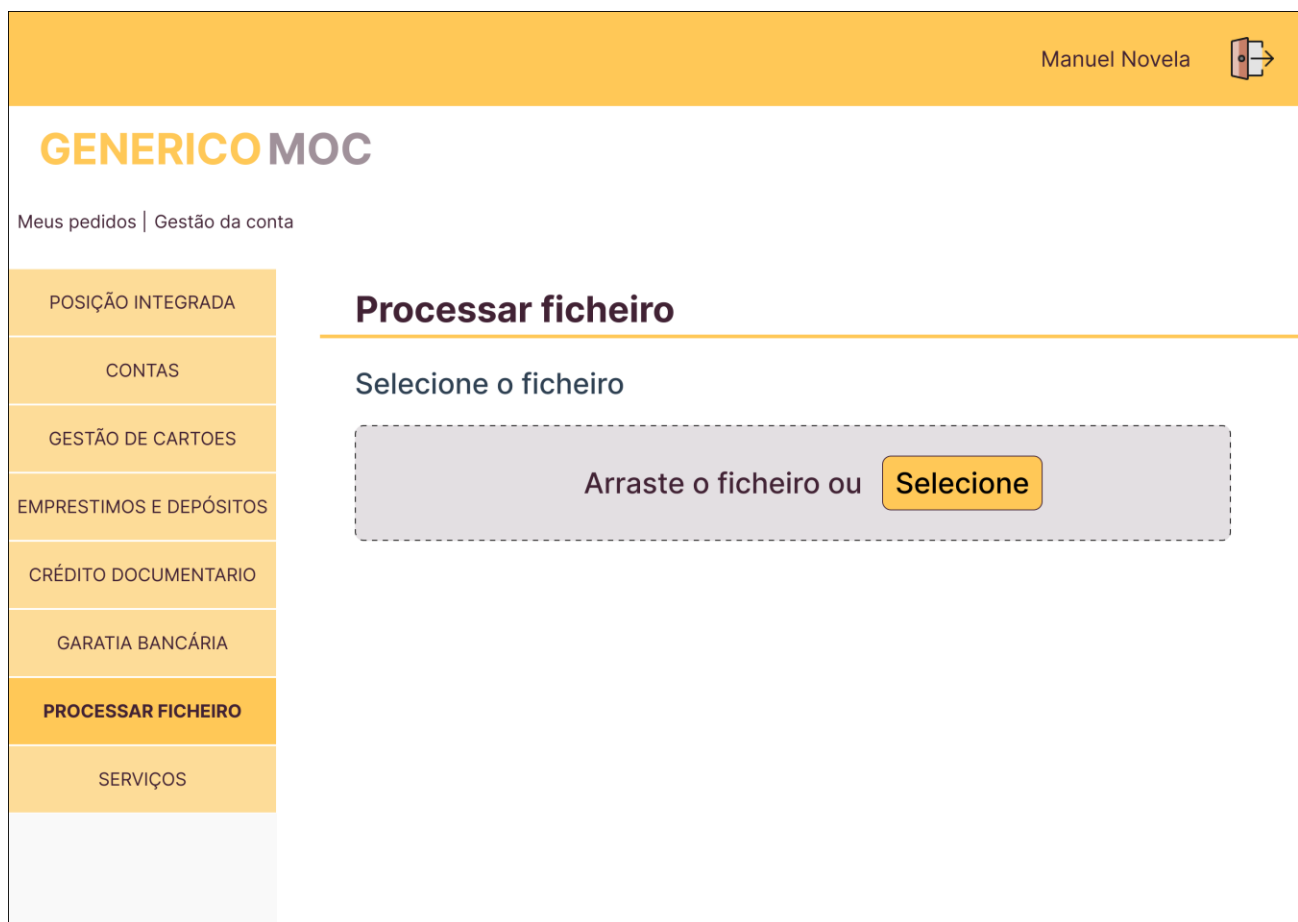 Manuel Novela
GENERICO MOC
Meus pedidos | Gestão da conta
POSIÇÃO INTEGRADA
CONTAS
GESTÃO DE CARTOES
EMPRESTIMOS E DEPÓSITOS
CRÉDITO DOCUMENTARIO
GARATIA BANCÁRIA
PROCESSAR FICHEIRO
SERVIÇOS
Processar ficheiro
Selecione o ficheiro
Arraste o ficheiro ou Selecione